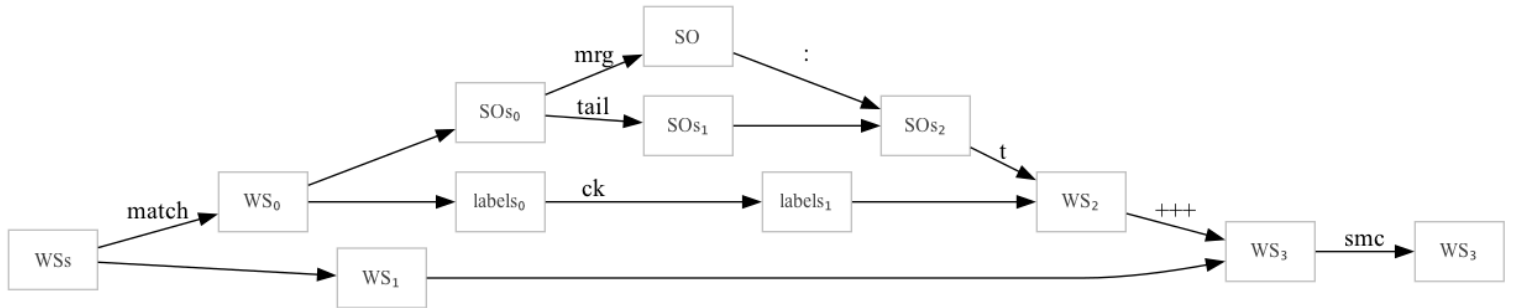 SO
mrg
:
SOs₀
tail
SOs₁
SOs₂
t
WS₀
labels₀
ck
labels₁
WS₂
match
+++
WSs
WS₃
smc
WS₃
WS₁